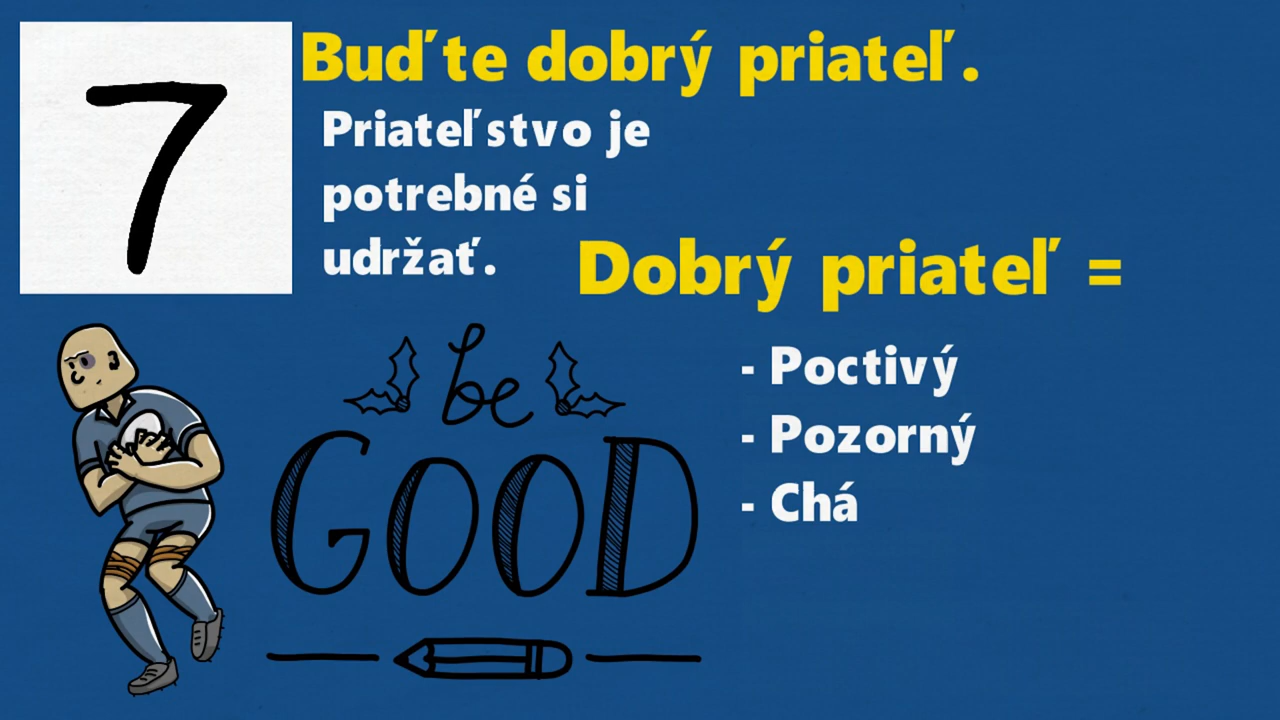 7
Buďte dobrý priateľ.
Priateľstvo je
potrebné si
udržať.
Dobrý priateľ =
- Poctivý
- Pozorný
- Chá
be
GOOD